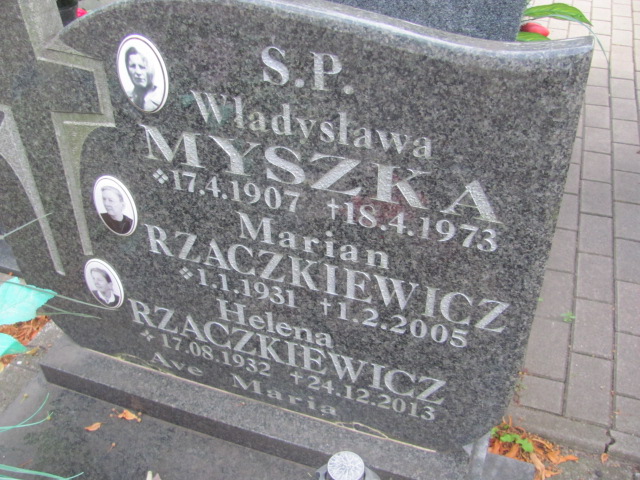 S.P.
Władysława
MYSZKA
*17.4.1907 †18.4.1973
Marian
RZACZKIEWICZ
*1.1.1931 †1.2.2005
Helena
RZACZKIEWICZ
*17.08.1932 †24.12.2013
Ave Maria